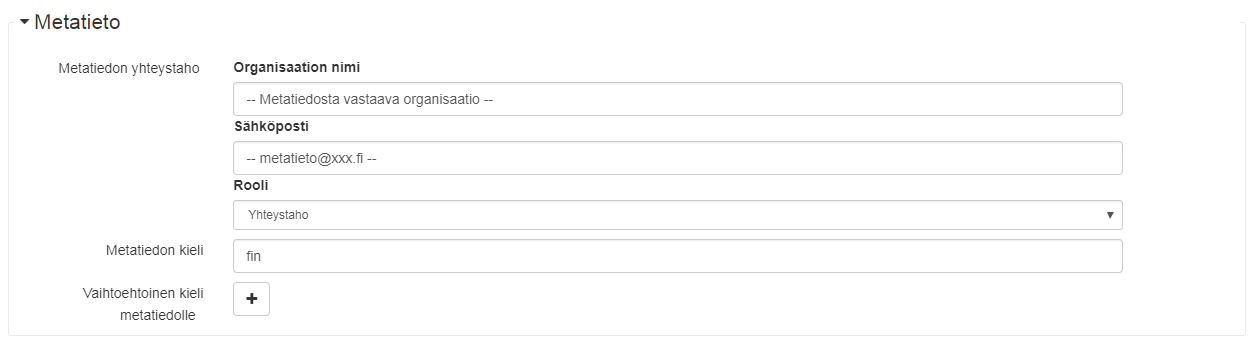 Metatieto
Metatiedon yhteystaho
Organisaation nimi
-- Metatiedosta vastaava organisaatio --
Sähköposti
-- metatieto@xxx.fi --
Rooli
Yhteystaho
Metatiedon kieli
fin
Vaihtoehtoinen kieli
metatiedolle